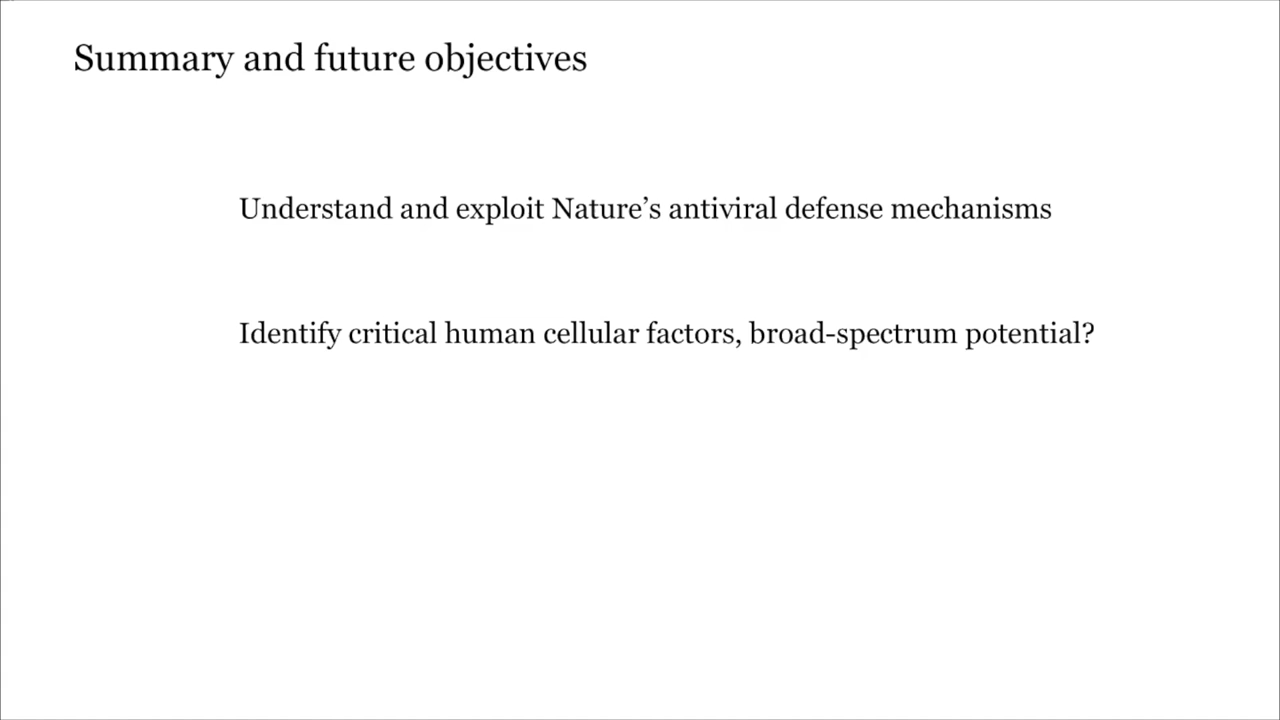 Summary and future objectives
Understand and exploit Nature’s antiviral defense mechanisms
Identify critical human cellular factors, broad-spectrum potential?